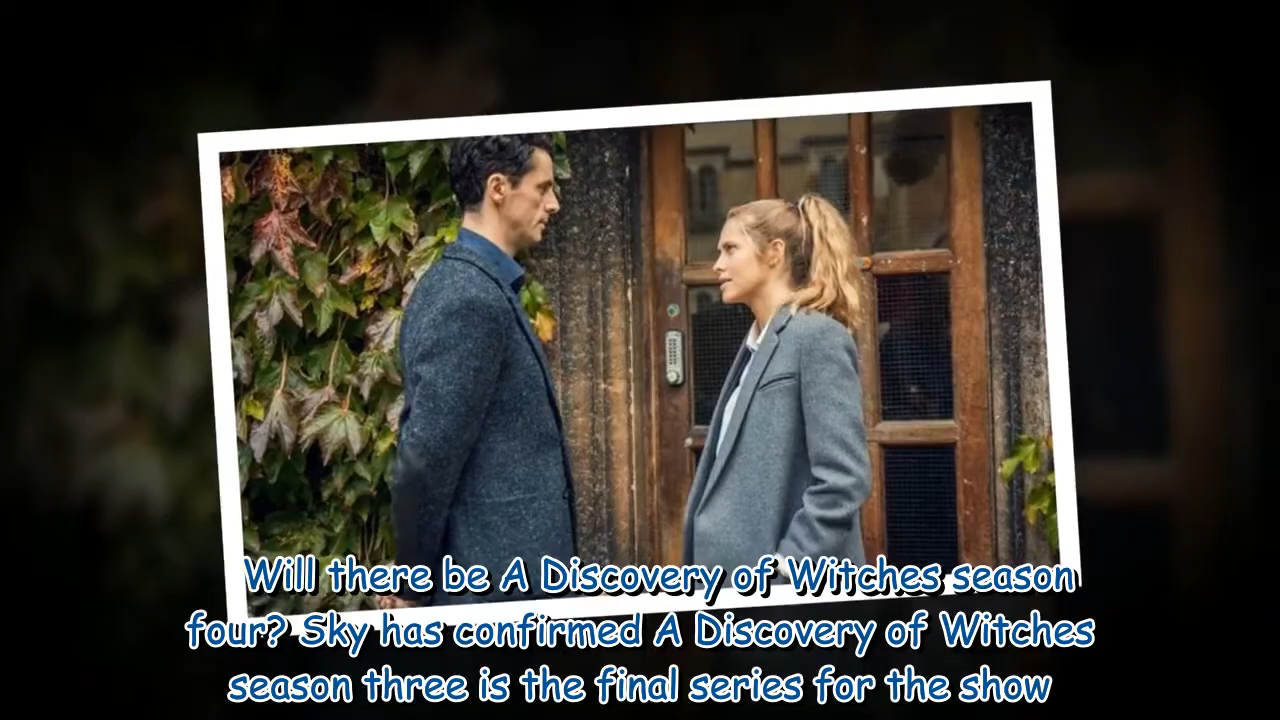 Will there be A Discovery of Witches season
four? Sky has confirmed A Discovery of Witches
season three is the final series for the show